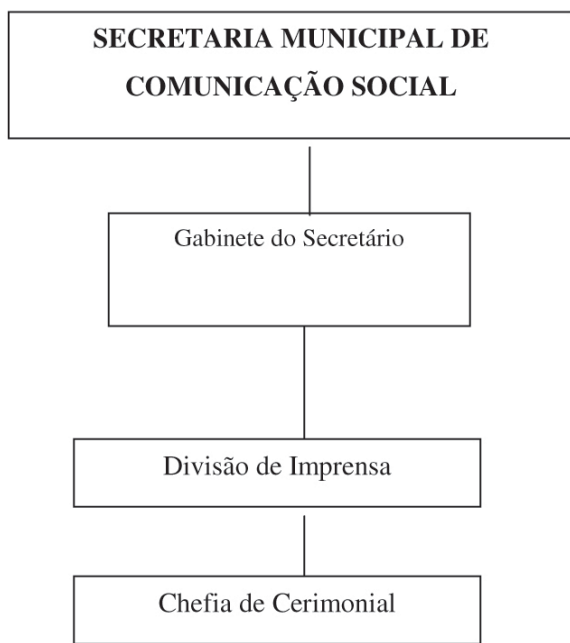 SECRETARIA MUNICIPAL DE
COMUNICAÇÃO SOCIAL
Gabinete do Secretário
Divisão de Imprensa
Chefia de Cerimonial